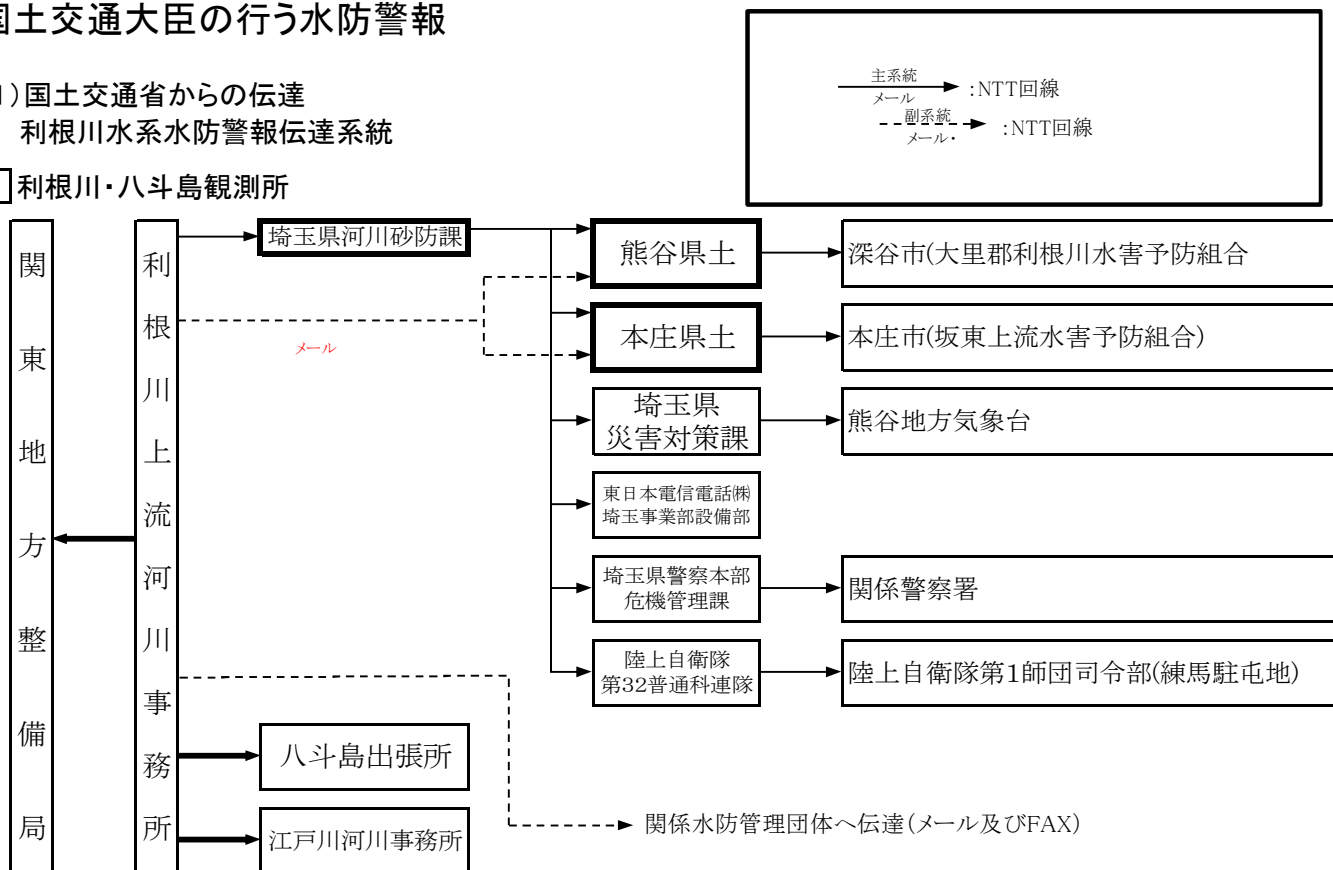 国土交通大臣の行う水防警報
)国土交通省からの伝達
利根川水系水防警報伝達系統
利根川・八斗島観測所
主系統
メール
:NTT回線
副系統
メール・
:NTT回線
関東地方整備局
利根川上流河川事務所
埼玉県河川砂防課
メール
熊谷県土
深谷市(大里郡利根川水害予防組合
本庄県土
本庄市(坂東上流水害予防組合)
埼玉県
災害対策課
熊谷地方気象台
東日本電信電話㈱
埼玉事業部設備部
埼玉県警察本部
危機管理課
関係警察署
陸上自衛隊
第32普通科連隊
陸上自衛隊第1師団司令部(練馬駐屯地)
八斗島出張所
江戸川河川事務所
関係水防管理団体へ伝達(メール及びFAX)